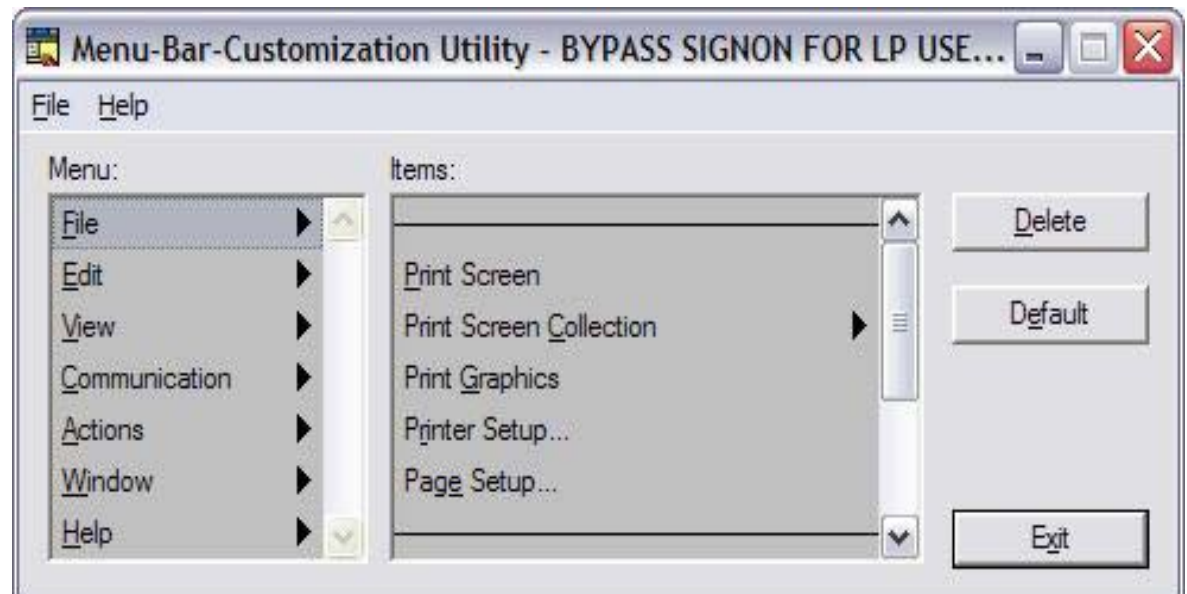 Menu-Bar-Customization Utility - BYPASS SIGNON FOR LP USE...
File Help
Menu:
File
Edit
View
Communication
Actions
Window
Help
Items:
Print Screen
Print Screen Collection
Print Graphics
Printer Setup...
Page Setup...
Delete
Default
Exit